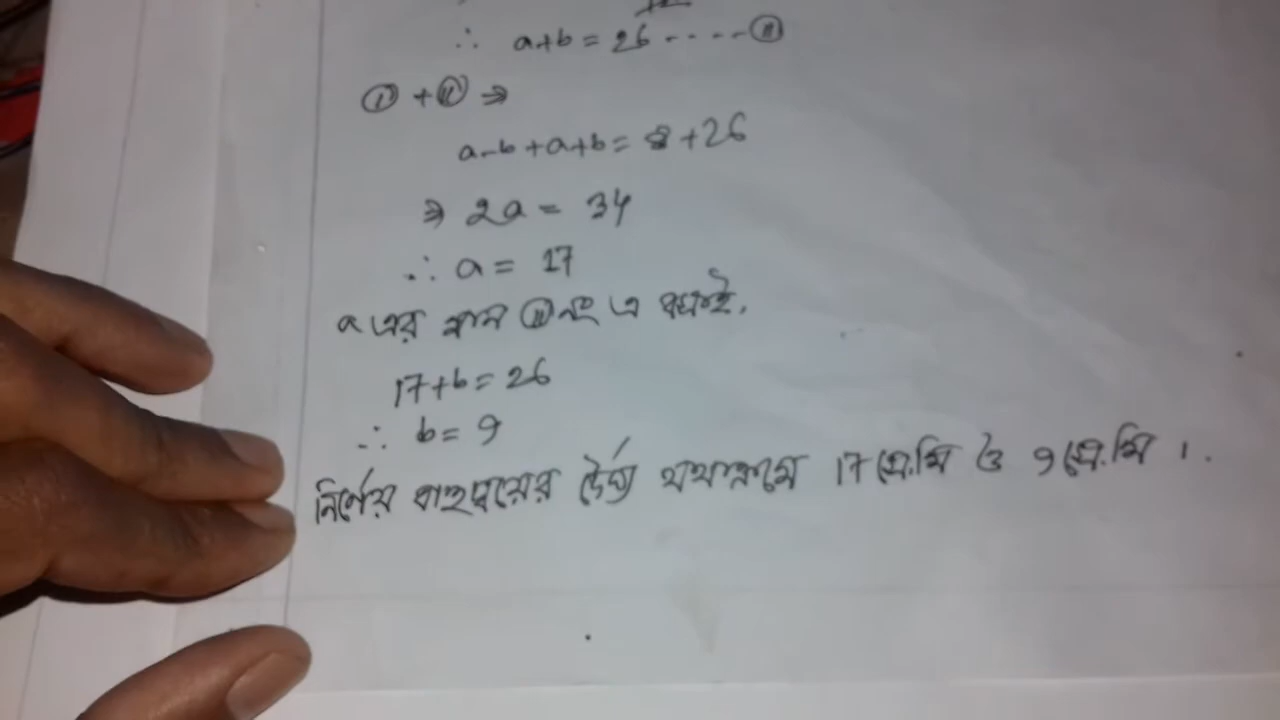 ∴ a+b = 26 ----- (ii)
(i) + (ii) ⇒
a-b+a+b = 8+26
⇒ 2a = 34
∴ a = 17
a এর মান (ii) নং এ বসাই,
17+b = 26
∴ b = 9
নির্ণেয় বাহুদ্বয়ের দৈর্ঘ্য যথাক্রমে 17 সে.মি ও 9 সে.মি ।